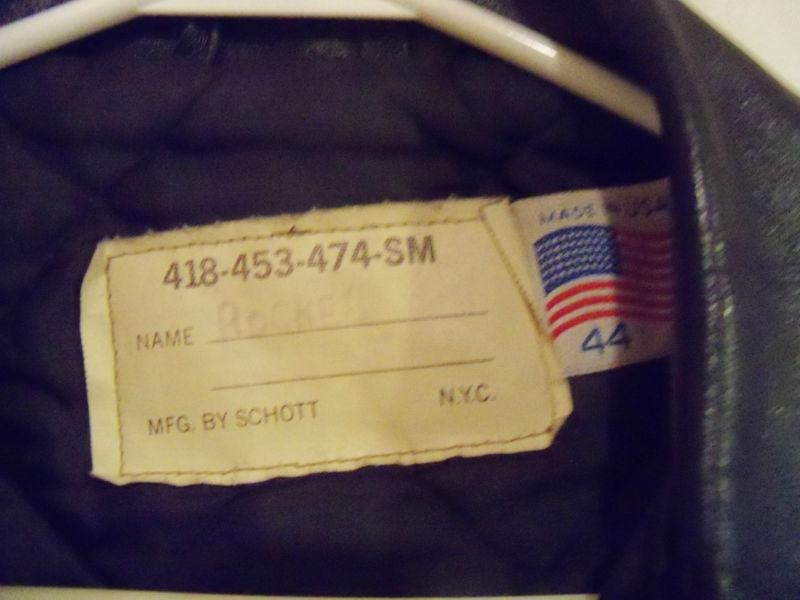 418-453-474-SM
NAME
MFG. BY SCHOTT N.Y.C.
MADE IN USA
44